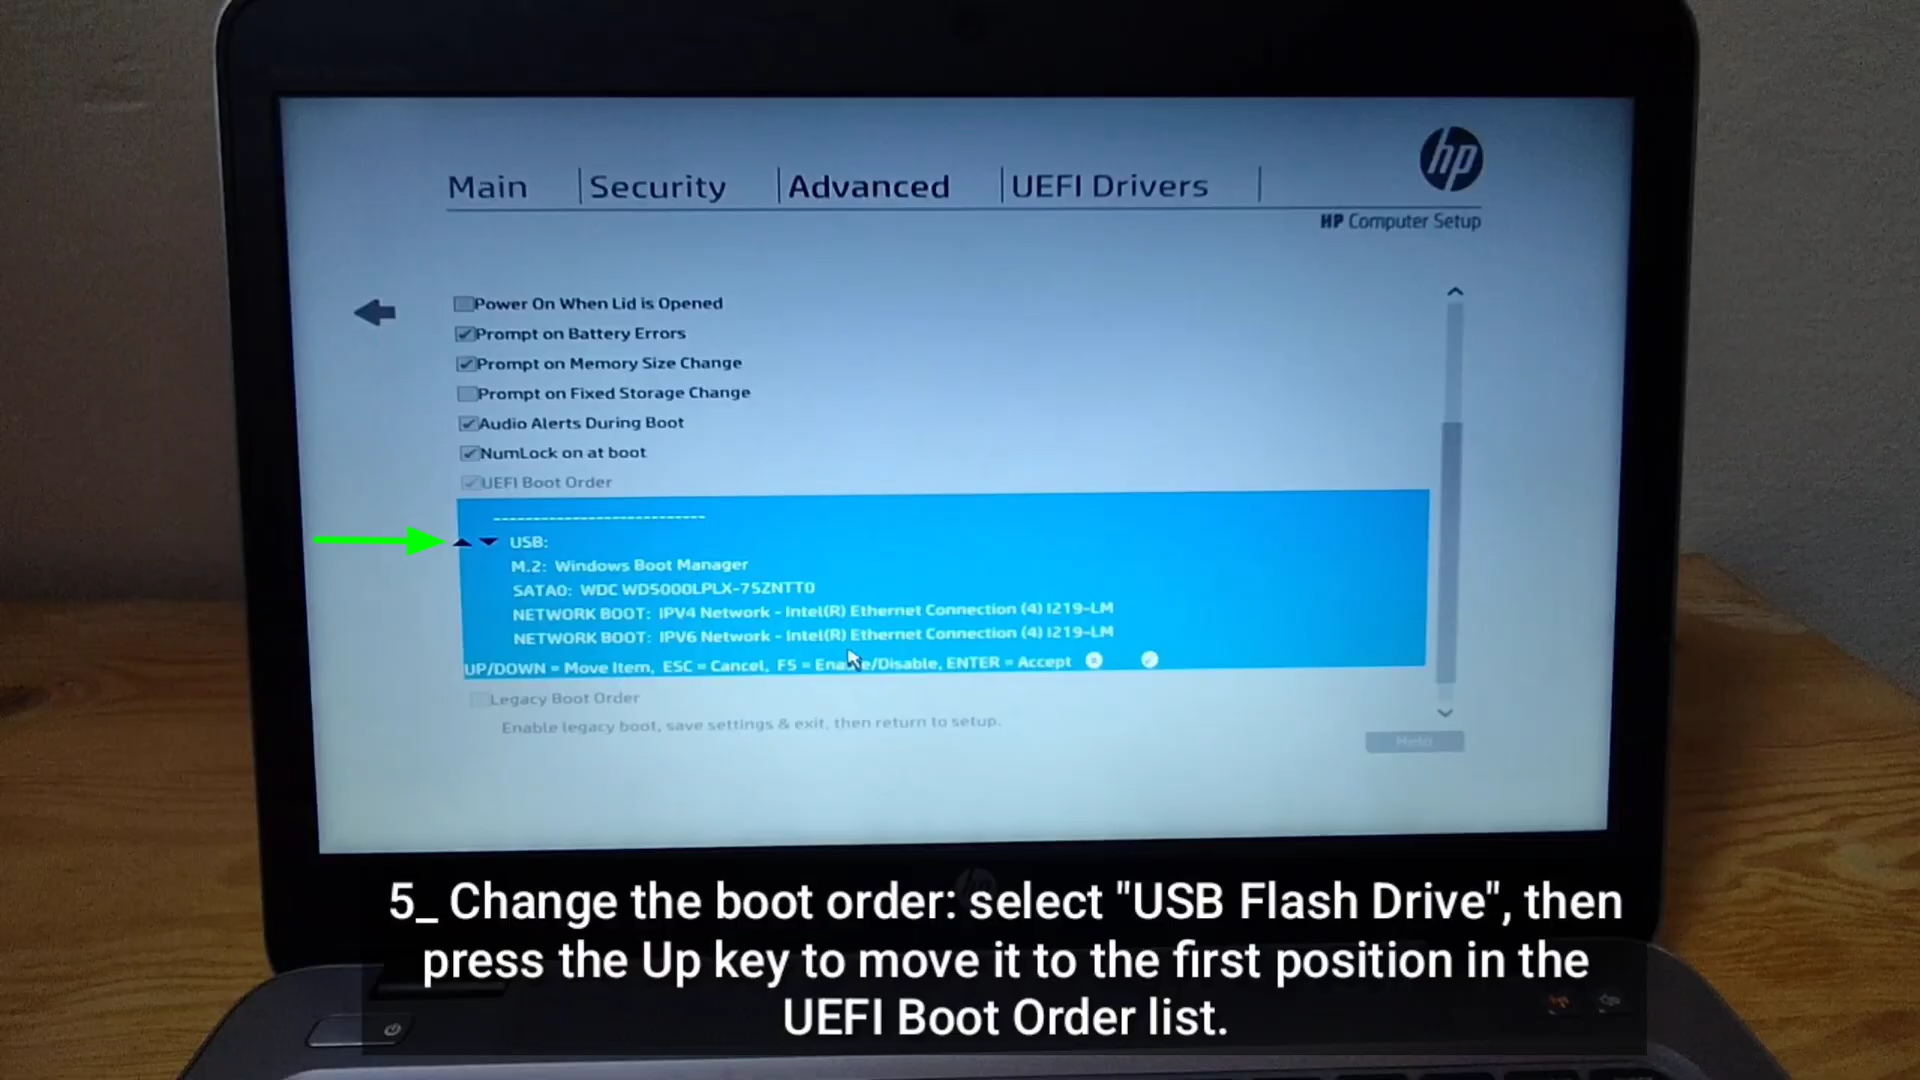 hp
Main Security Advanced UEFI Drivers
HP Computer Setup
Power On When Lid is Opened
Prompt on Battery Errors
Prompt on Memory Size Change
Prompt on Fixed Storage Change
Audio Alerts During Boot
NumLock on at boot
UEFI Boot Order
---------------------------
USB:
M.2: Windows Boot Manager
SATA0: WDC WD5000LPLX-75ZNTT0
NETWORK BOOT: IPV4 Network - Intel(R) Ethernet Connection (4) I219-LM
NETWORK BOOT: IPV6 Network - Intel(R) Ethernet Connection (4) I219-LM
UP/DOWN = Move Item, ESC = Cancel, F5 = Enable/Disable, ENTER = Accept
Legacy Boot Order
Enable legacy boot, save settings & exit, then return to setup.
Help
5_ Change the boot order: select "USB Flash Drive", then
press the Up key to move it to the first position in the
UEFI Boot Order list.